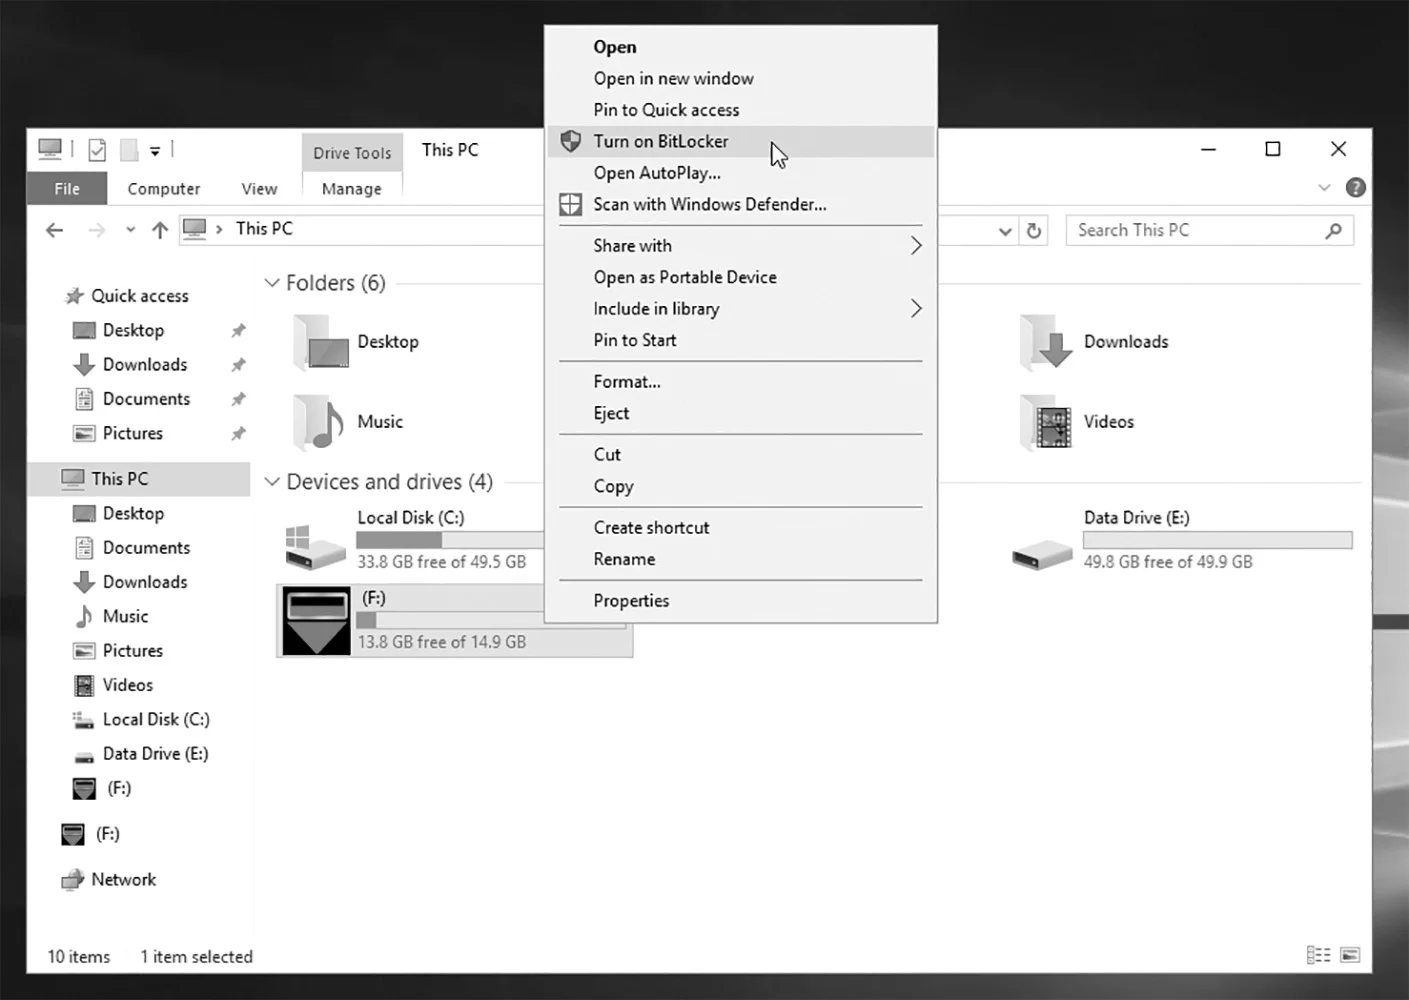 Open
Open in new window
Pin to Quick access
Turn on BitLocker
Open AutoPlay...
Scan with Windows Defender...
Share with
Open as Portable Device
Include in library
Pin to Start
Format...
Eject
Cut
Copy
Create shortcut
Rename
Properties
Drive Tools
This PC
File
Computer
View
Manage
?
This PC
Search This PC
Quick access
Desktop
Downloads
Documents
Pictures
This PC
Desktop
Documents
Downloads
Music
Pictures
Videos
Local Disk (C:)
Data Drive (E:)
(F:)
(F:)
Network
Folders (6)
Desktop
Downloads
Music
Videos
Devices and drives (4)
Local Disk (C:)
33.8 GB free of 49.5 GB
Data Drive (E:)
49.8 GB free of 49.9 GB
(F:)
13.8 GB free of 14.9 GB
10 items
1 item selected